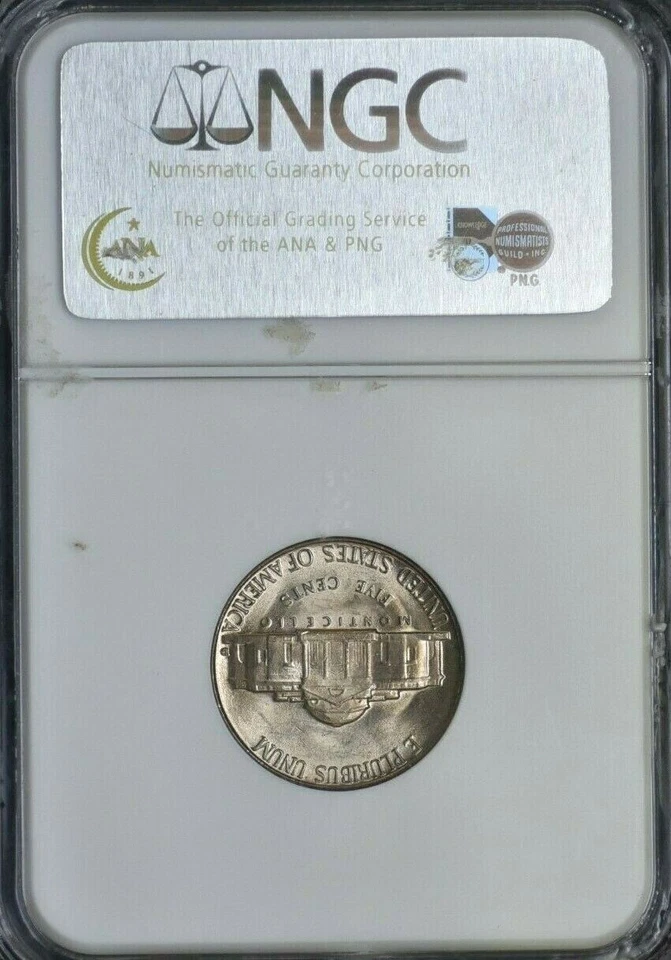 NGC
Numismatic Guaranty Corporation
The Official Grading Service
of the ANA & PNG
ANA
1891
PROFESSIONAL
NUMISMATISTS
GUILD · INC
P.N.G
UNITED STATES OF AMERICA
FIVE CENTS
MONTICELLO
E PLURIBUS UNUM